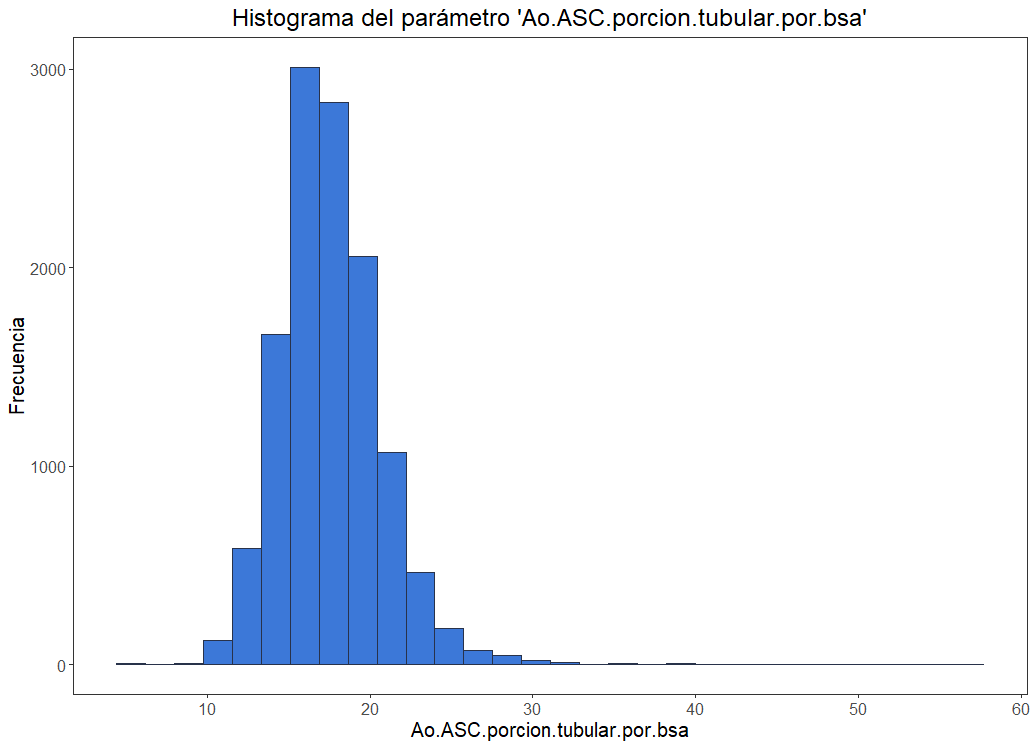 Histograma del parámetro 'Ao.ASC.porcion.tubular.por.bsa'
3000
2000
1000
0
Frecuencia
10 20 30 40 50 60
Ao.ASC.porcion.tubular.por.bsa